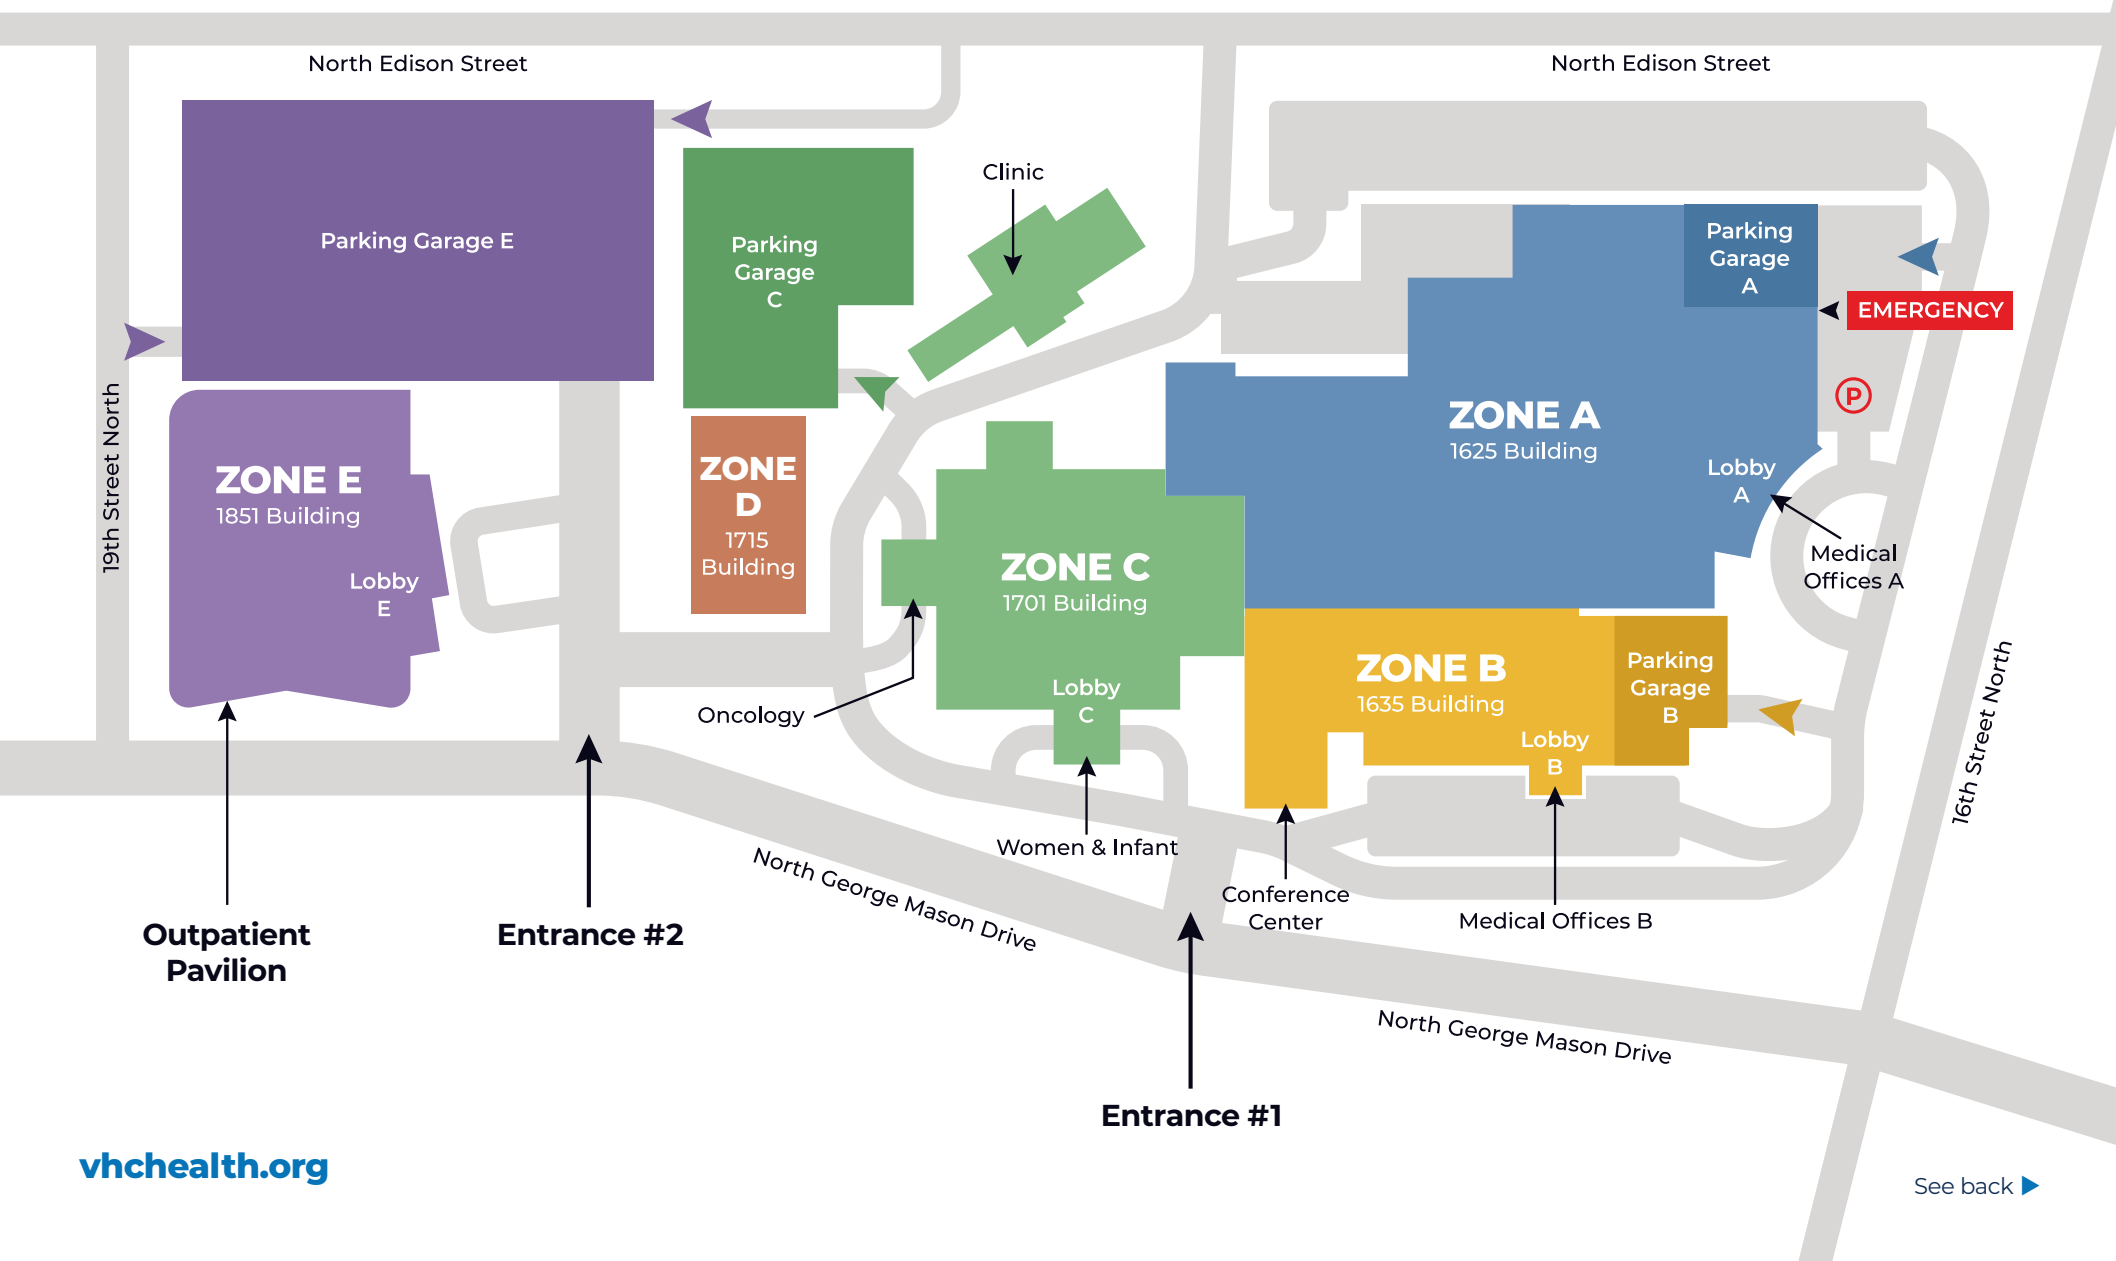 North Edison Street
North Edison Street
Parking Garage E
Parking
Garage
C
Clinic
Parking
Garage
A
EMERGENCY
P
19th Street North
ZONE E
1851 Building
Lobby
E
ZONE
D
1715
Building
ZONE A
1625 Building
Lobby
A
Medical
Offices A
ZONE C
1701 Building
Lobby
C
ZONE B
1635 Building
Lobby
B
Parking
Garage
B
16th Street North
Oncology
Women & Infant
Conference
Center
Medical Offices B
North George Mason Drive
Outpatient
Pavilion
Entrance #2
North George Mason Drive
Entrance #1
vhchealth.org
See back